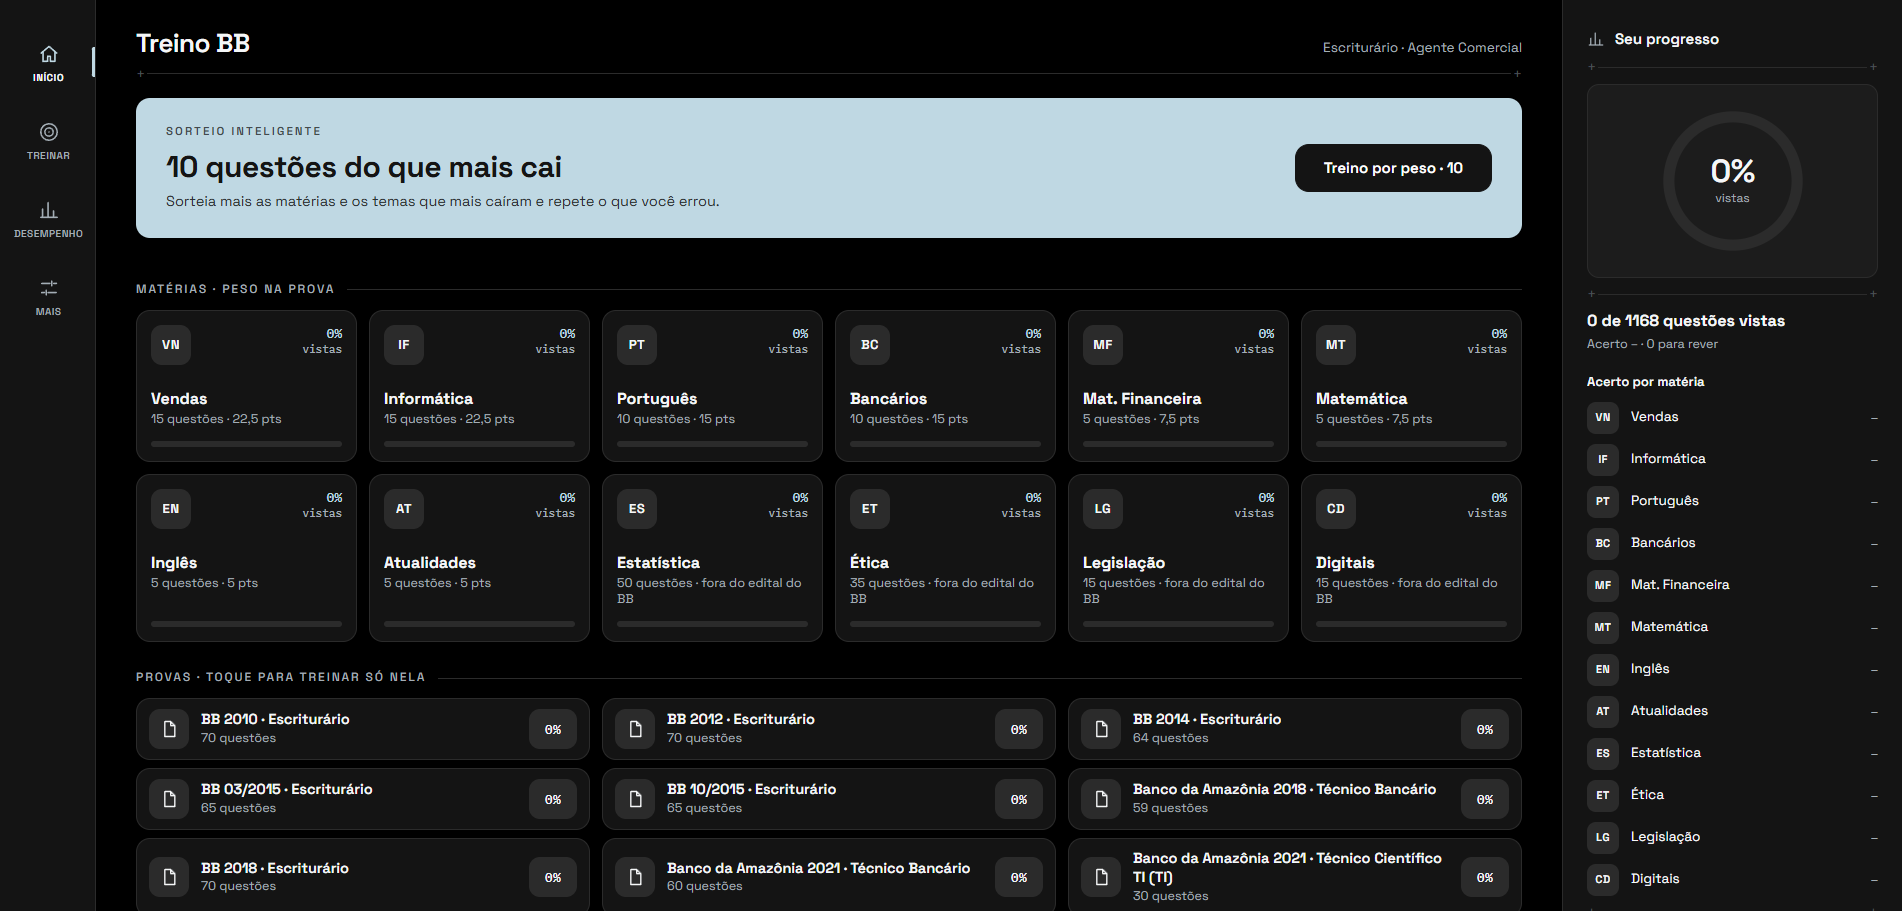 INÍCIO
TREINAR
DESEMPENHO
MAIS
Treino BB
Escriturário · Agente Comercial
SORTEIO INTELIGENTE
10 questões do que mais cai
Sorteia mais as matérias e os temas que mais caíram e repete o que você errou.
Treino por peso · 10
MATÉRIAS · PESO NA PROVA
VN
0%
vistas
Vendas
15 questões · 22,5 pts
IF
0%
vistas
Informática
15 questões · 22,5 pts
PT
0%
vistas
Português
10 questões · 15 pts
BC
0%
vistas
Bancários
10 questões · 15 pts
MF
0%
vistas
Mat. Financeira
5 questões · 7,5 pts
MT
0%
vistas
Matemática
5 questões · 7,5 pts
EN
0%
vistas
Inglês
5 questões · 5 pts
AT
0%
vistas
Atualidades
5 questões · 5 pts
ES
0%
vistas
Estatística
50 questões · fora do edital do
BB
ET
0%
vistas
Ética
35 questões · fora do edital do
BB
LG
0%
vistas
Legislação
15 questões · fora do edital do
BB
CD
0%
vistas
Digitais
15 questões · fora do edital do
BB
PROVAS · TOQUE PARA TREINAR SÓ NELA
BB 2010 · Escriturário
70 questões
0%
BB 2012 · Escriturário
70 questões
0%
BB 2014 · Escriturário
64 questões
0%
BB 03/2015 · Escriturário
65 questões
0%
BB 10/2015 · Escriturário
65 questões
0%
Banco da Amazônia 2018 · Técnico Bancário
59 questões
0%
BB 2018 · Escriturário
70 questões
0%
Banco da Amazônia 2021 · Técnico Bancário
60 questões
0%
Banco da Amazônia 2021 · Técnico Científico
TI (TI)
30 questões
0%
Seu progresso
0%
vistas
0 de 1168 questões vistas
Acerto – · 0 para rever
Acerto por matéria
VN Vendas –
IF Informática –
PT Português –
BC Bancários –
MF Mat. Financeira –
MT Matemática –
EN Inglês –
AT Atualidades –
ES Estatística –
ET Ética –
LG Legislação –
CD Digitais –